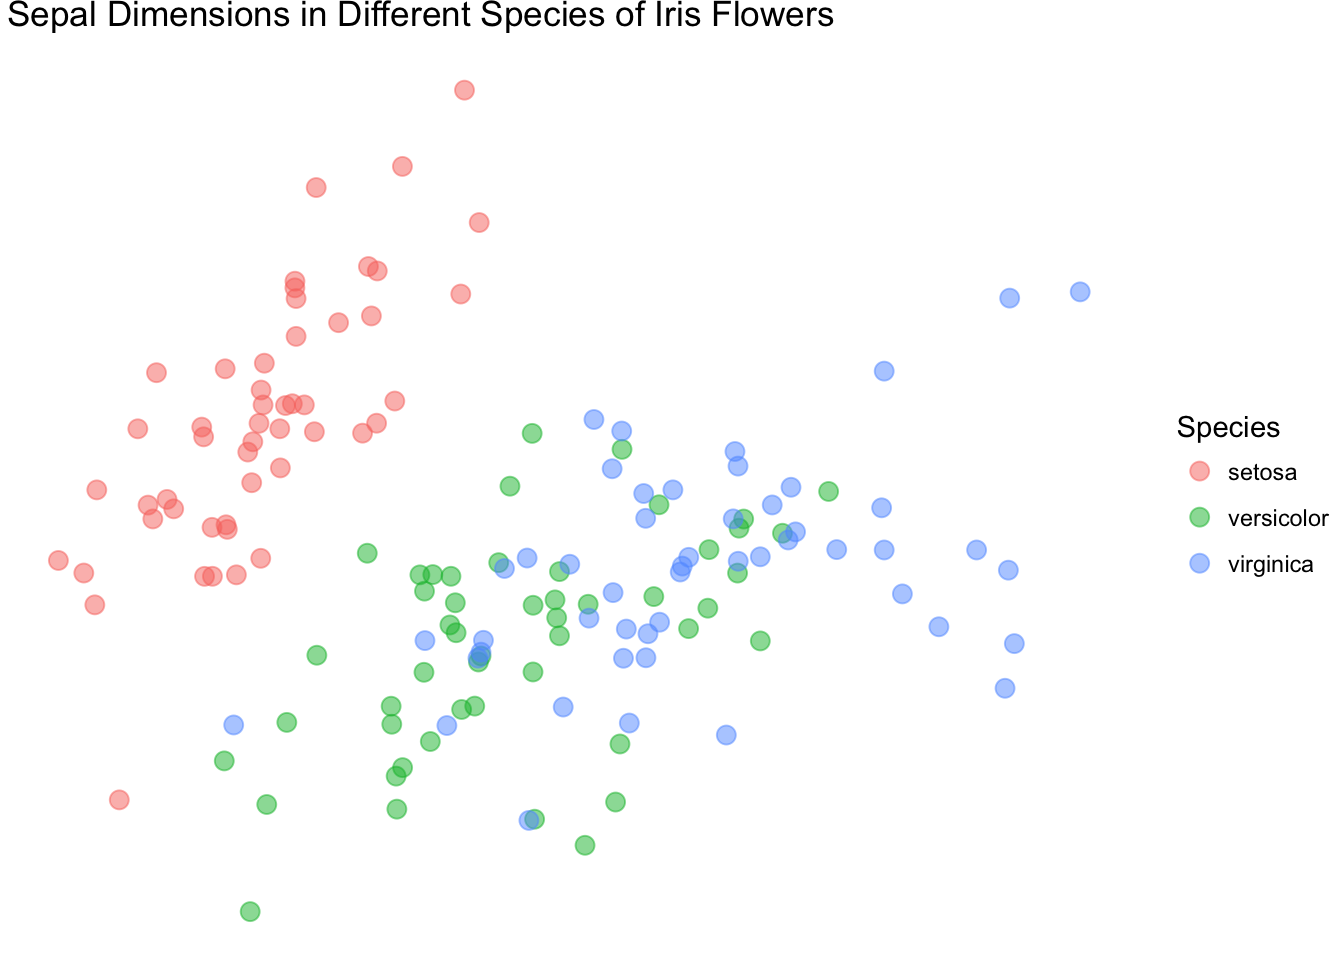 Sepal Dimensions in Different Species of Iris Flowers
Species
setosa
versicolor
virginica